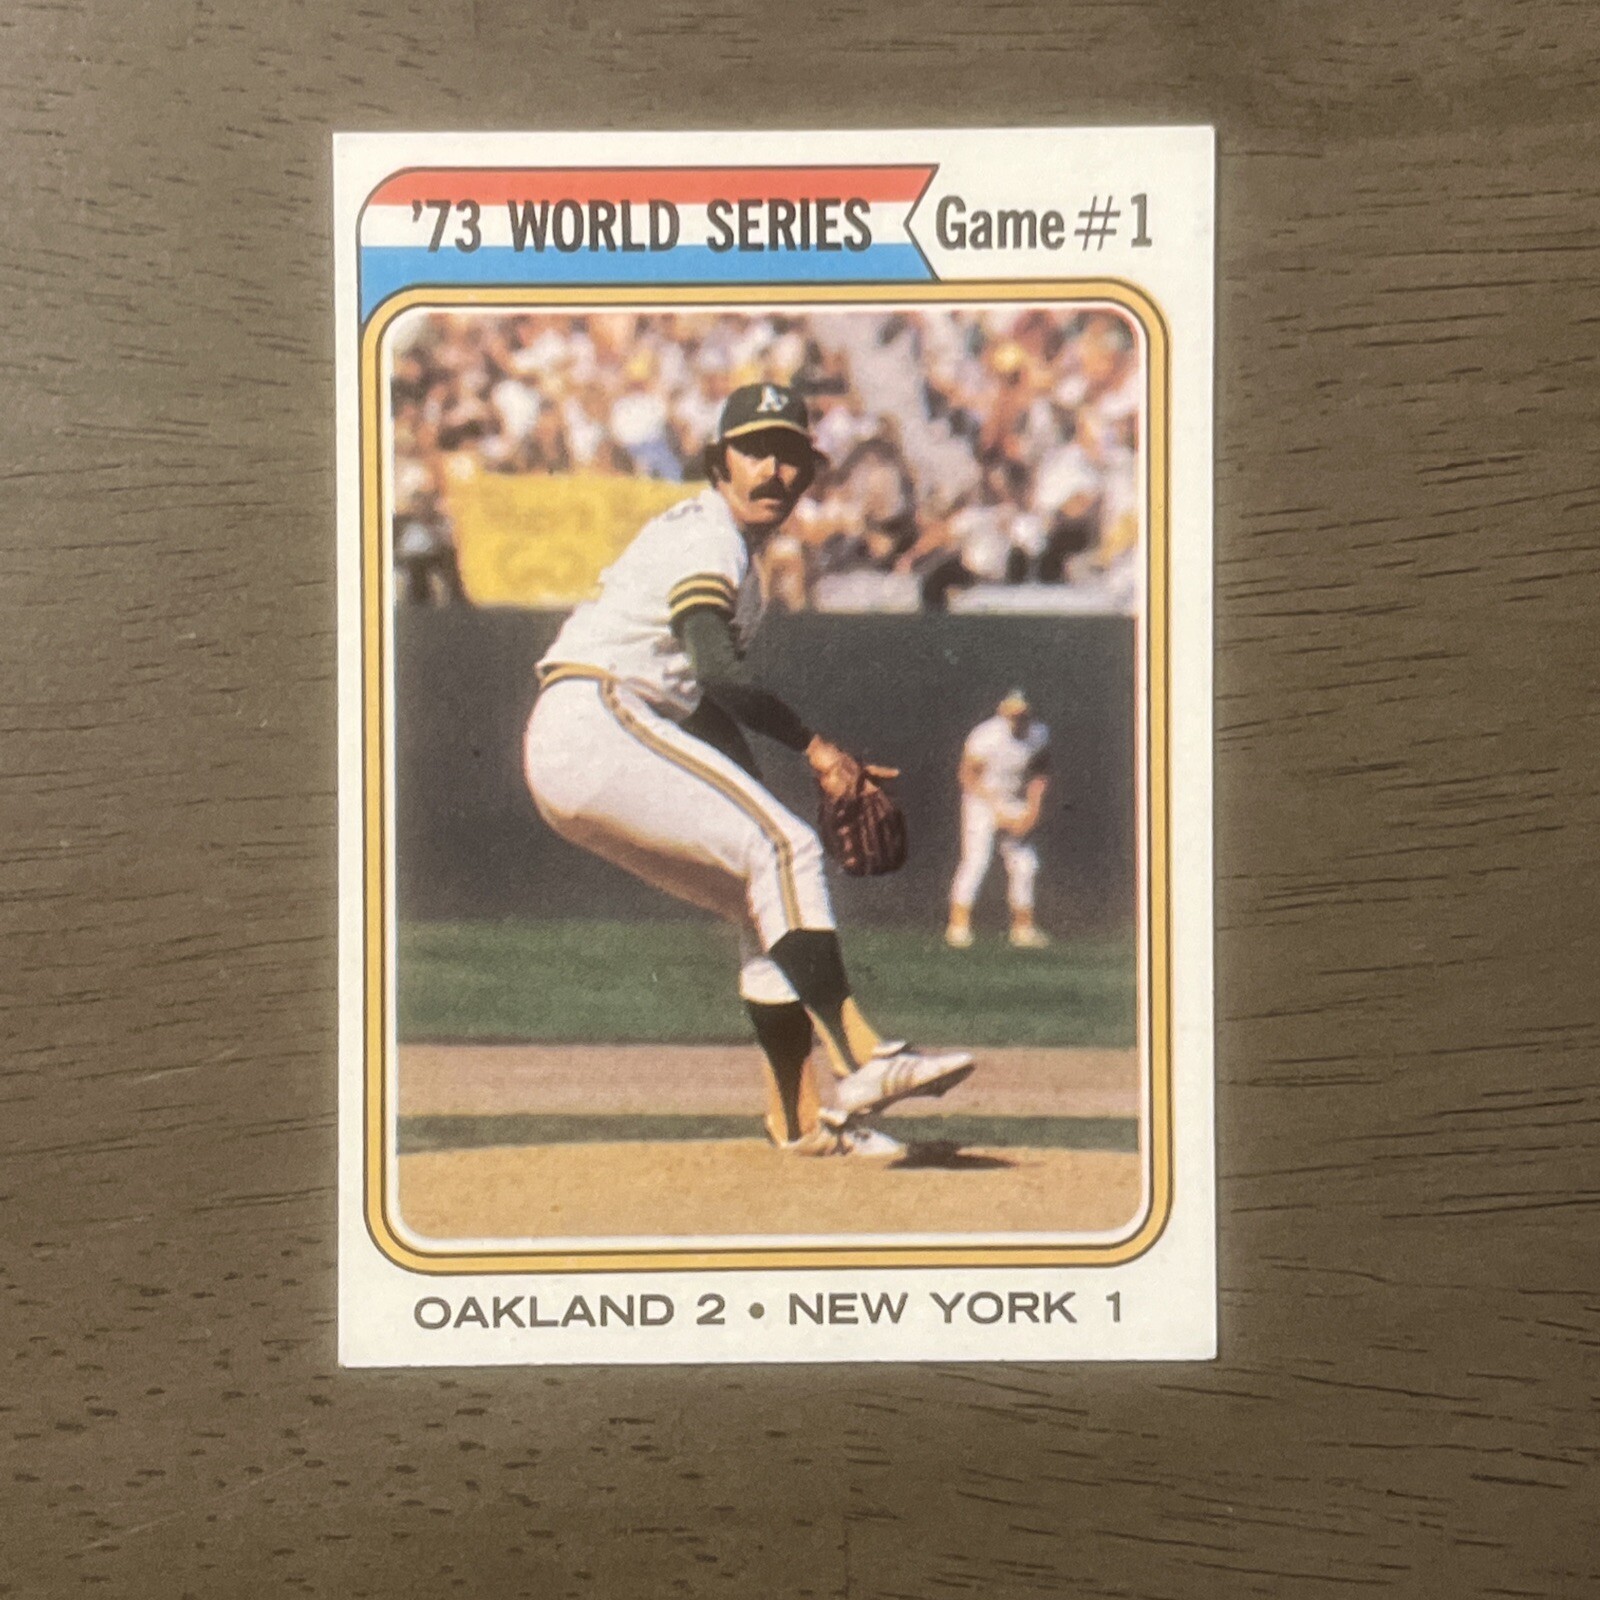 '73 WORLD SERIES Game #1
A's
OAKLAND 2 • NEW YORK 1